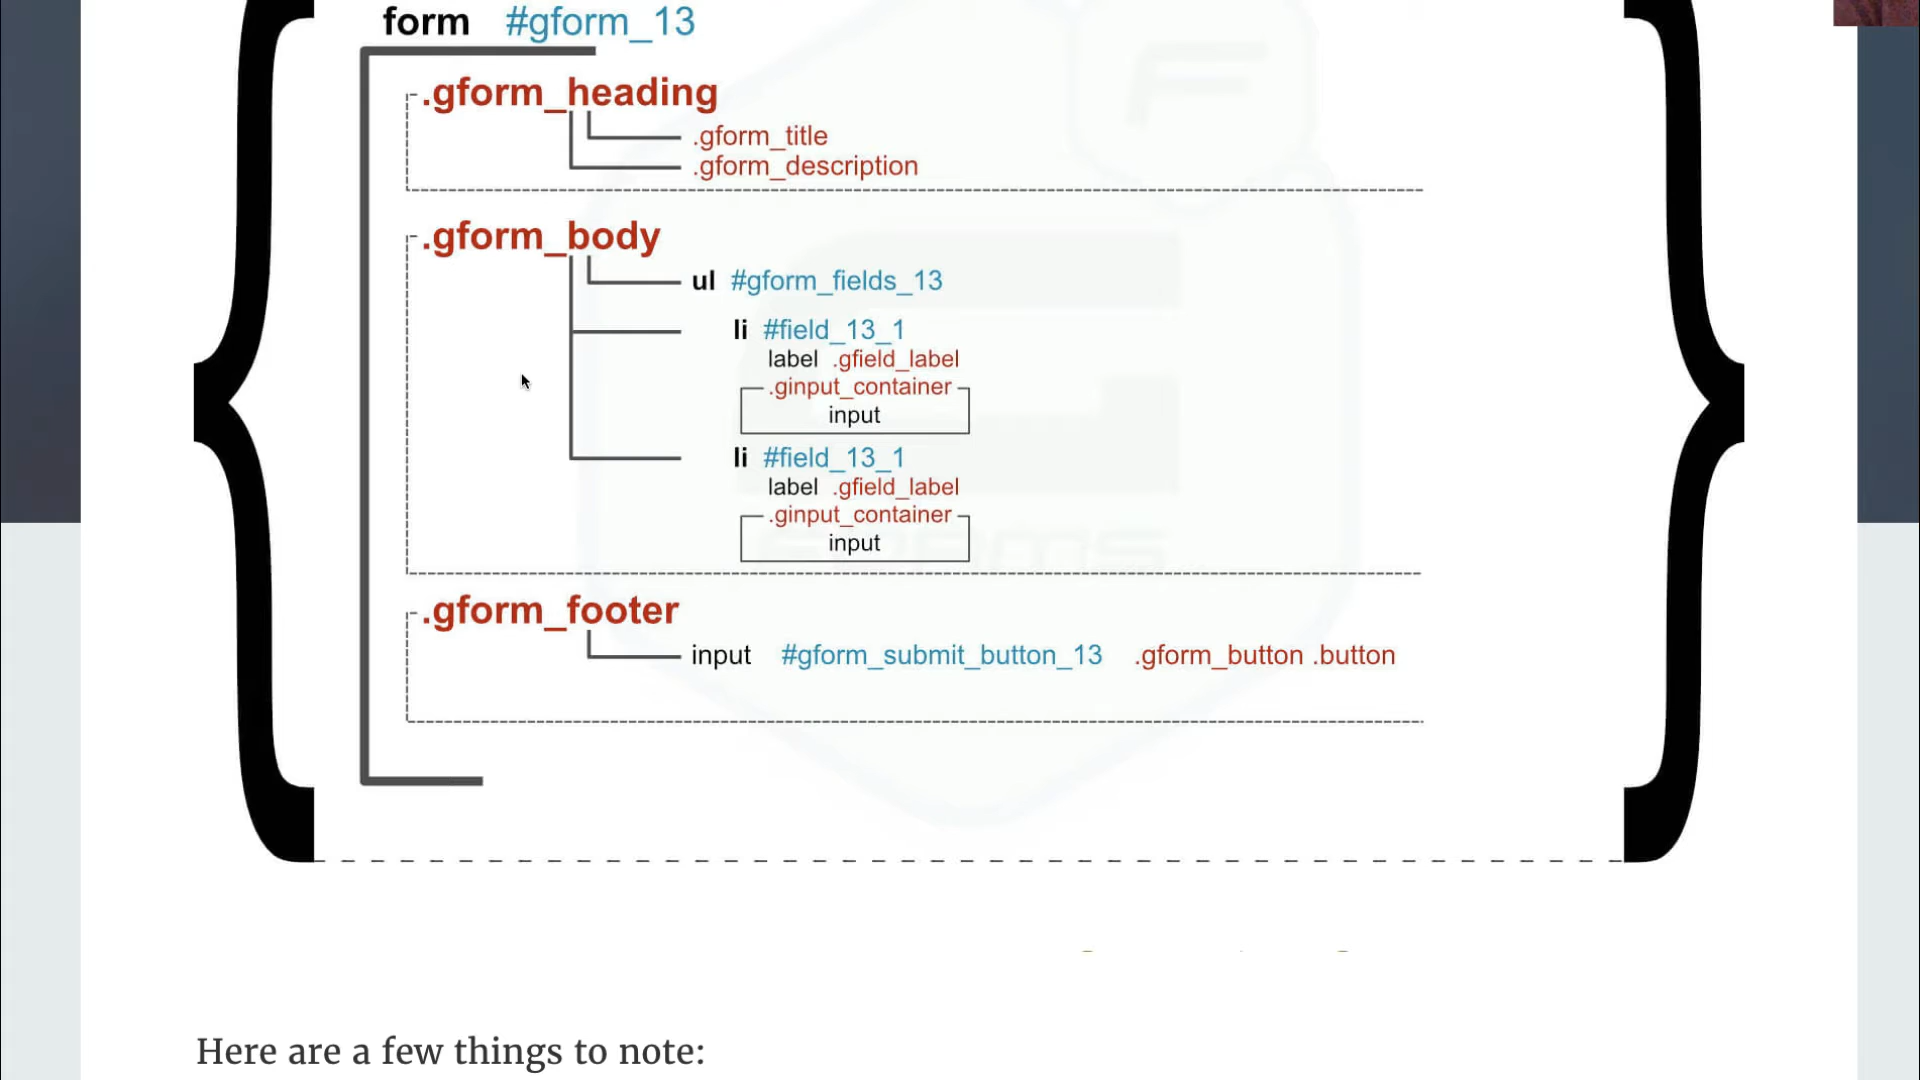 form #gform_13
.gform_heading
.gform_title
.gform_description
.gform_body
ul #gform_fields_13
li #field_13_1
label .gfield_label
.ginput_container
input
li #field_13_1
label .gfield_label
.ginput_container
input
.gform_footer
input #gform_submit_button_13 .gform_button .button
Here are a few things to note: